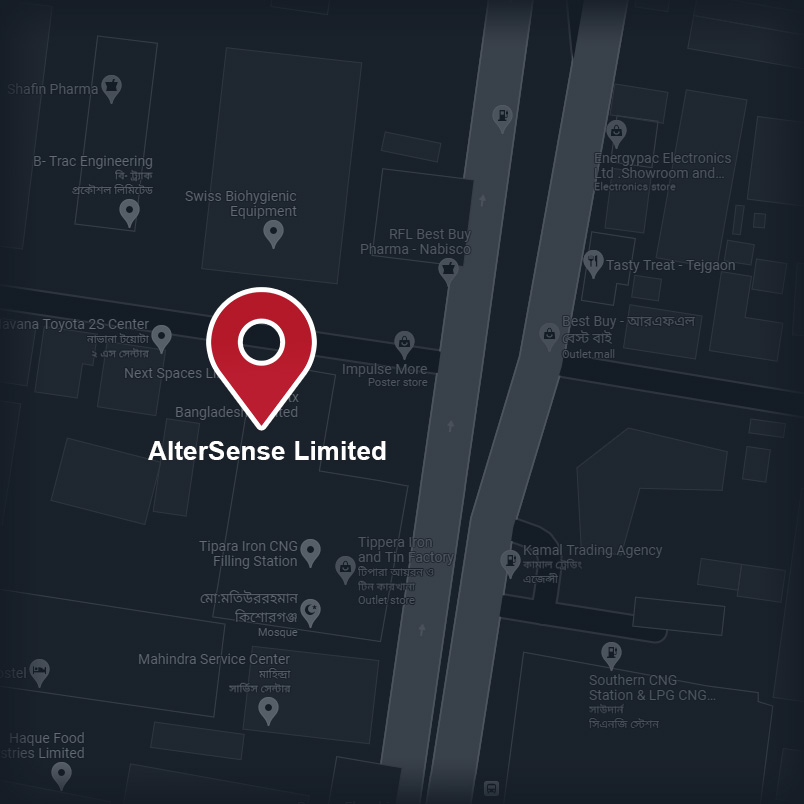 Shafin Pharma
B- Trac Engineering
বি- ট্র্যাক
প্রকৌশল লিমিটেড
Swiss Biohygienic
Equipment
RFL Best Buy
Pharma - Nabisco
Energypac Electronics
Ltd .Showroom and...
Electronics store
Tasty Treat - Tejgaon
Best Buy - আরএফএল
বেস্ট বাই
Outlet mall
avana Toyota 2S Center
নাভানা টয়োটা
২ এস সেন্টার
Next Spaces
Impulse More
Poster store
tx
Bangladesh
AlterSense Limited
Tipara Iron CNG
Filling Station
Tippera Iron
and Tin Factory
টিপারা আয়রন ও
টিন কারখানা
Outlet store
Kamal Trading Agency
কামাল ট্রেডিং
এজেন্সী
মো:মতিউররহমান
কিশোরগঞ্জ
Mosque
Mahindra Service Center
মাহিন্দ্রা
সার্ভিস সেন্টার
ostel
Southern CNG
Station & LPG CNG...
সাউদার্ন
সিএনজি স্টেশন
Haque Food
stries Limited